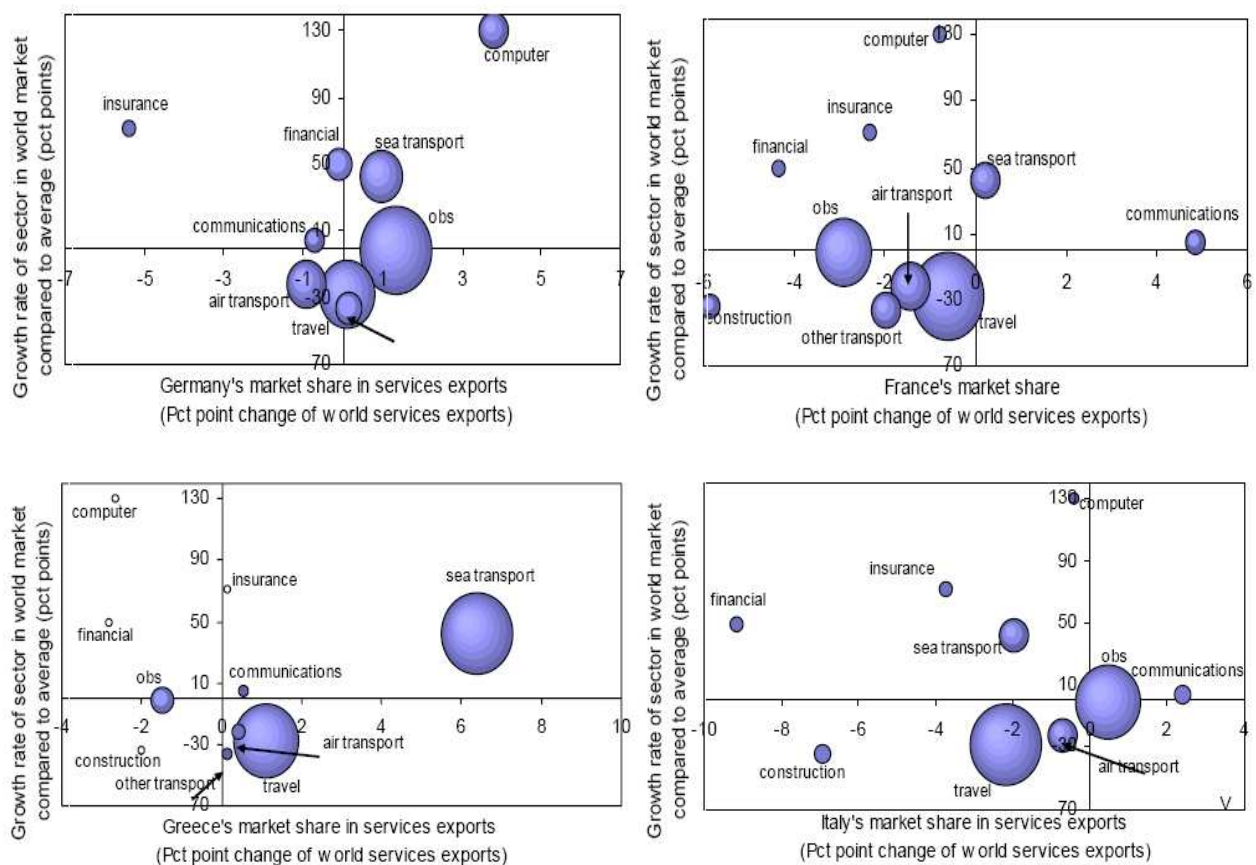 Growth rate of sector in world market
compared to average (pct points)
130
computer
90
insurance
financial
50
sea transport
obs
communications
10
-7
-5
-3
-1
1
3
5
7
air transport
-30
travel
70
Germany's market share in services exports
(Pct point change of world services exports)
Growth rate of sector in world market
compared to average (pct points)
130
computer
90
insurance
financial
50
sea transport
air transport
obs
communications
10
-6
-4
-2
0
2
4
6
-30
construction
other transport
travel
70
France's market share
(Pct point change of world services exports)
Growth rate of sector in world market
compared to average (pct points)
130
computer
90
insurance
sea transport
50
financial
communications
obs
10
-4
-2
0
2
4
6
8
10
-30
air transport
construction
other transport
travel
70
Greece's market share in services exports
(Pct point change of world services exports)
Growth rate of sector in world market
compared to average (pct points)
130
computer
90
insurance
financial
50
sea transport
obs
communications
10
-10
-8
-6
-4
-2
0
2
4
-30
construction
air transport
travel
70
V
Italy's market share in services exports
(Pct point change of world services exports)